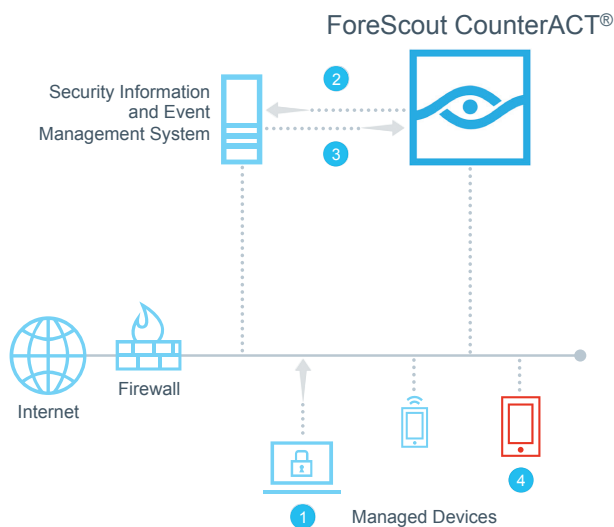 ForeScout CounterACT®
Security Information
and Event
Management System
2
3
Internet
Firewall
1
Managed Devices
4